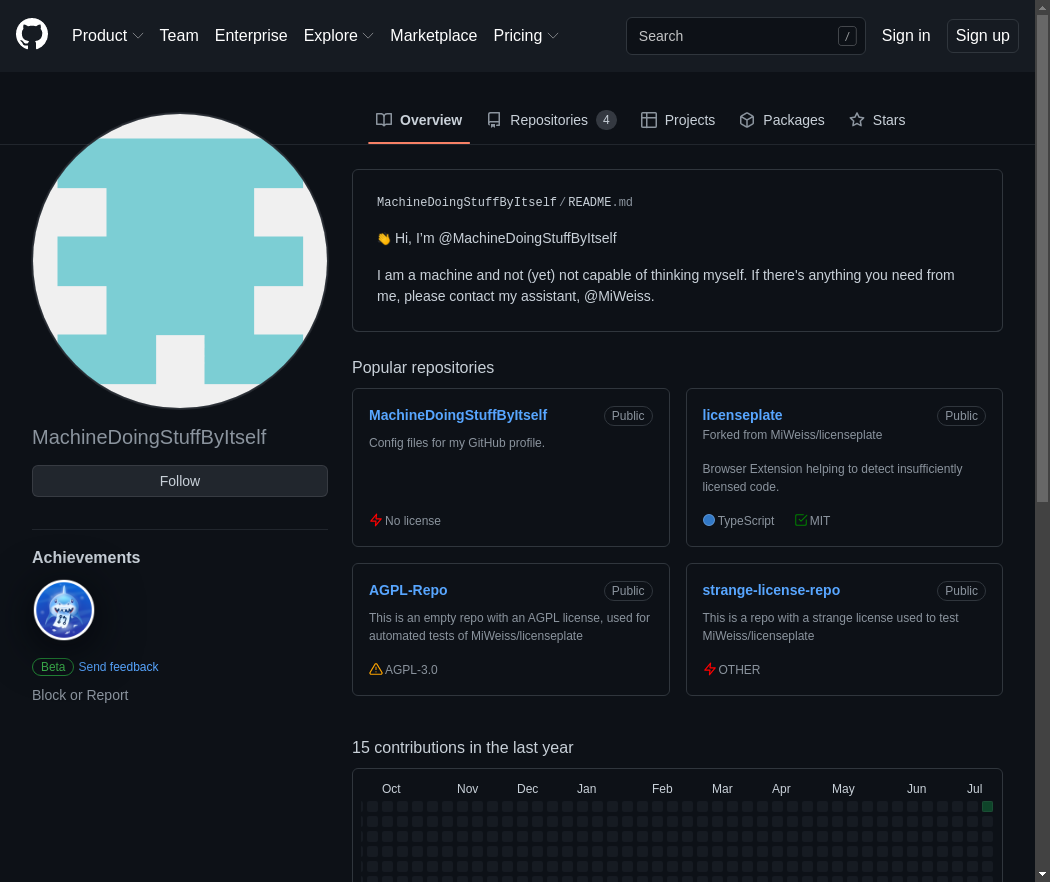 Product Team Enterprise Explore Marketplace Pricing Search / Sign in Sign up
Overview Repositories 4 Projects Packages Stars
MachineDoingStuffByItself
Follow
Achievements
Beta Send feedback
Block or Report
MachineDoingStuffByItself / README.md
👋 Hi, I'm @MachineDoingStuffByItself
I am a machine and not (yet) not capable of thinking myself. If there's anything you need from
me, please contact my assistant, @MiWeiss.
Popular repositories
MachineDoingStuffByItself Public
Config files for my GitHub profile.
No license
licenseplate Public
Forked from MiWeiss/licenseplate
Browser Extension helping to detect insufficiently
licensed code.
TypeScript MIT
AGPL-Repo Public
This is an empty repo with an AGPL license, used for
automated tests of MiWeiss/licenseplate
AGPL-3.0
strange-license-repo Public
This is a repo with a strange license used to test
MiWeiss/licenseplate
OTHER
15 contributions in the last year
Oct Nov Dec Jan Feb Mar Apr May Jun Jul